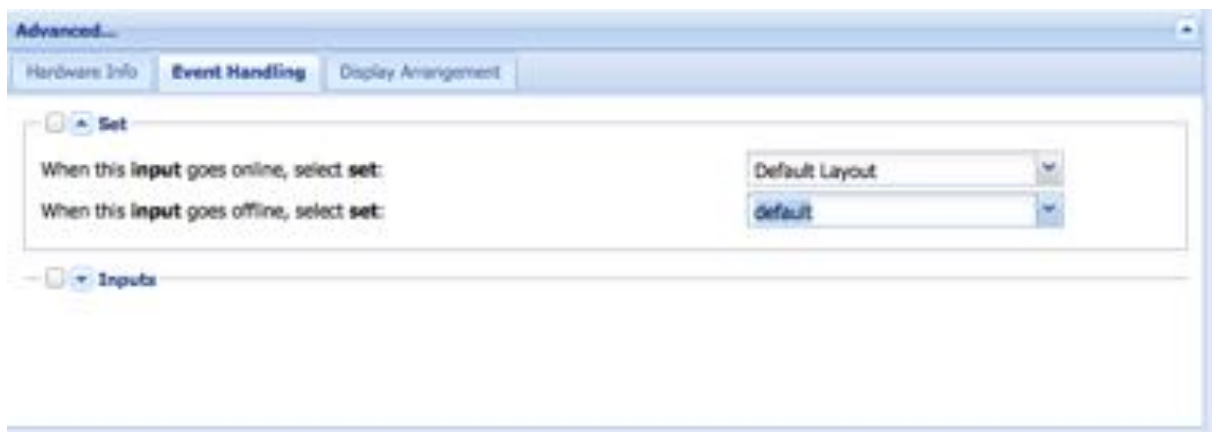 Advanced...
Hardware Info Event Handling Display Arrangement
Set
When this input goes online, select set: Default Layout
When this input goes offline, select set: default
Inputs